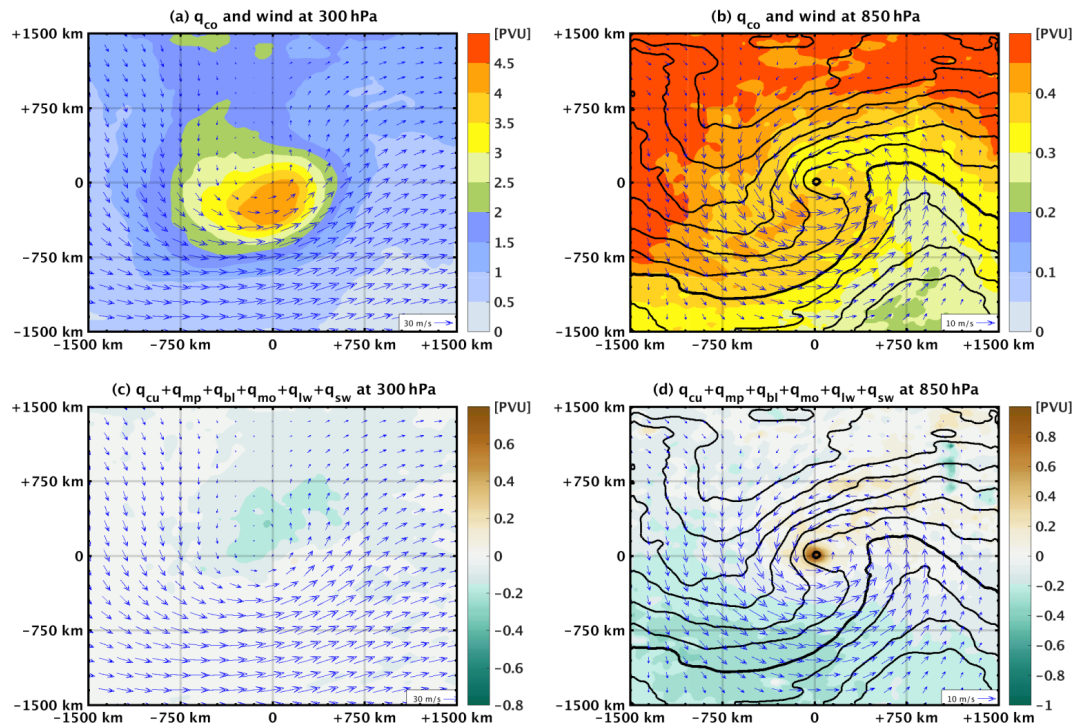 (a) q_co and wind at 300 hPa
+1500 km
+750 km
0
−750 km
−1500 km
−1500 km −750 km 0 +750 km +1500 km
[PVU]
4.5
4
3.5
3
2.5
2
1.5
1
0.5
0
30 m/s
(b) q_co and wind at 850 hPa
+1500 km
+750 km
0
−750 km
−1500 km
−1500 km −750 km 0 +750 km +1500 km
[PVU]
0.4
0.3
0.2
0.1
0
10 m/s
(c) q_cu+q_mp+q_bl+q_mo+q_lw+q_sw at 300 hPa
+1500 km
+750 km
0
−750 km
−1500 km
−1500 km −750 km 0 +750 km +1500 km
[PVU]
0.6
0.4
0.2
0
−0.2
−0.4
−0.6
−0.8
30 m/s
(d) q_cu+q_mp+q_bl+q_mo+q_lw+q_sw at 850 hPa
+1500 km
+750 km
0
−750 km
−1500 km
−1500 km −750 km 0 +750 km +1500 km
[PVU]
0.8
0.6
0.4
0.2
0
−0.2
−0.4
−0.6
−0.8
−1
10 m/s